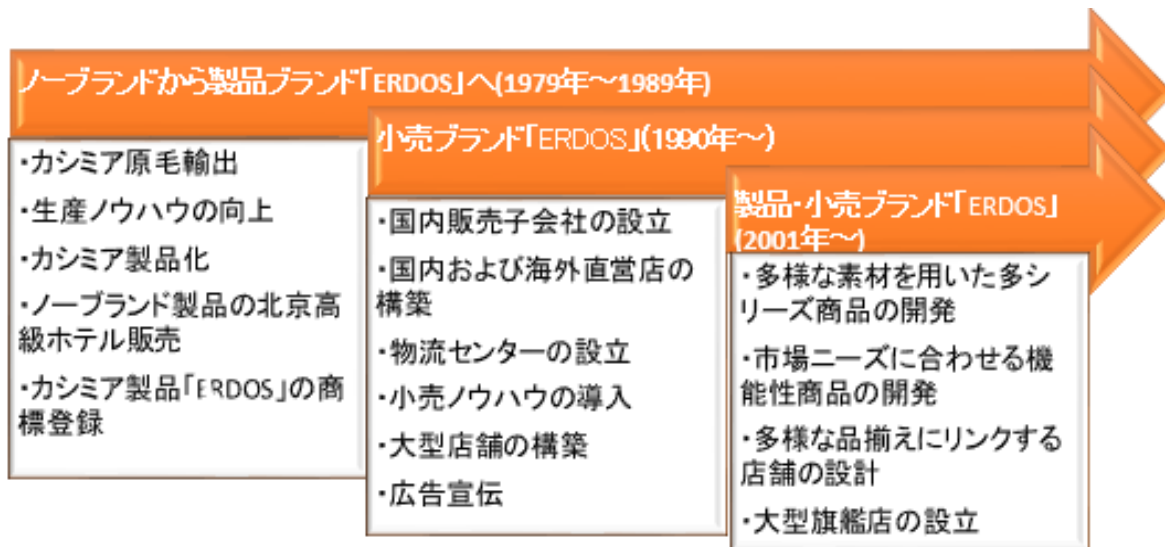 ノーブランドから製品ブランド「ERDOS」へ(1979年～1989年)
・カシミア原毛輸出
・生産ノウハウの向上
・カシミア製品化
・ノーブランド製品の北京高
級ホテル販売
・カシミア製品「ERDOS」の商
標登録
小売ブランド「ERDOS」(1990年～)
・国内販売子会社の設立
・国内および海外直営店の
構築
・物流センターの設立
・小売ノウハウの導入
・大型店舗の構築
・広告宣伝
製品・小売ブランド「ERDOS」
(2001年～)
・多様な素材を用いた多シ
リーズ商品の開発
・市場ニーズに合わせる機
能性商品の開発
・多様な品揃えにリンクする
店舗の設計
・大型旗艦店の設立